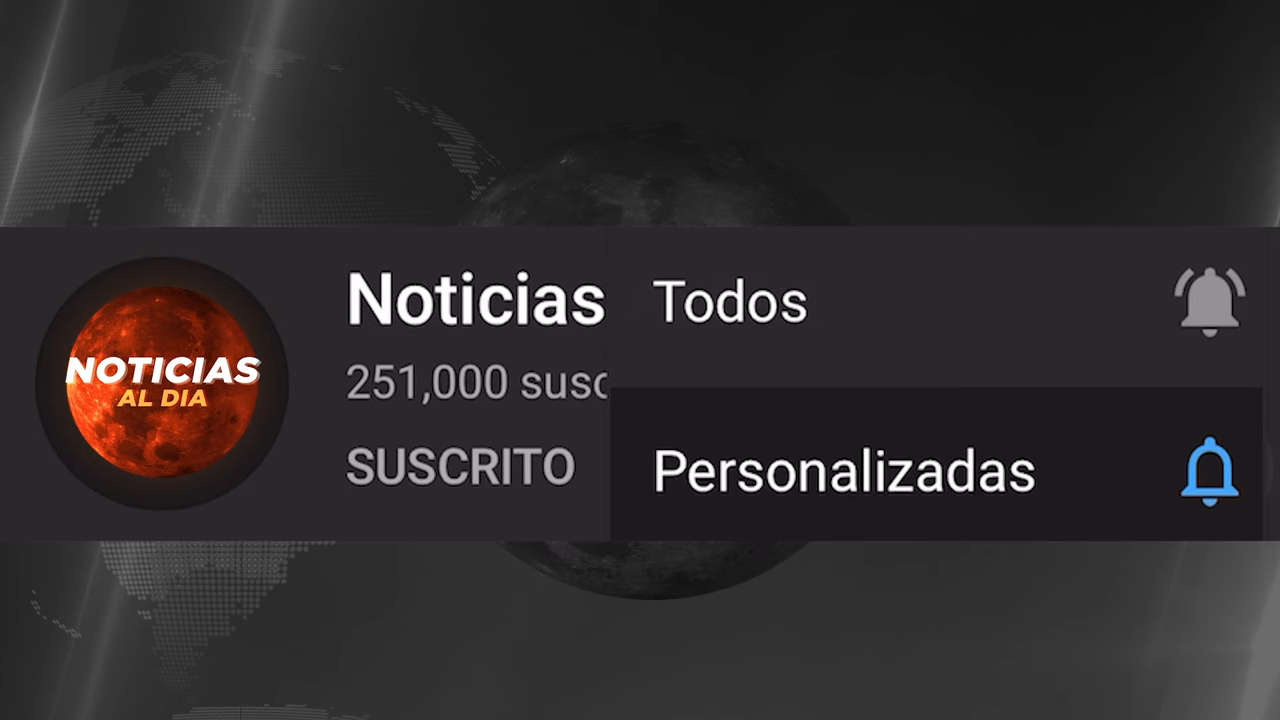 NOTICIAS
AL DIA
Noticias
251,000 susc
SUSCRITO
Todos
Personalizadas